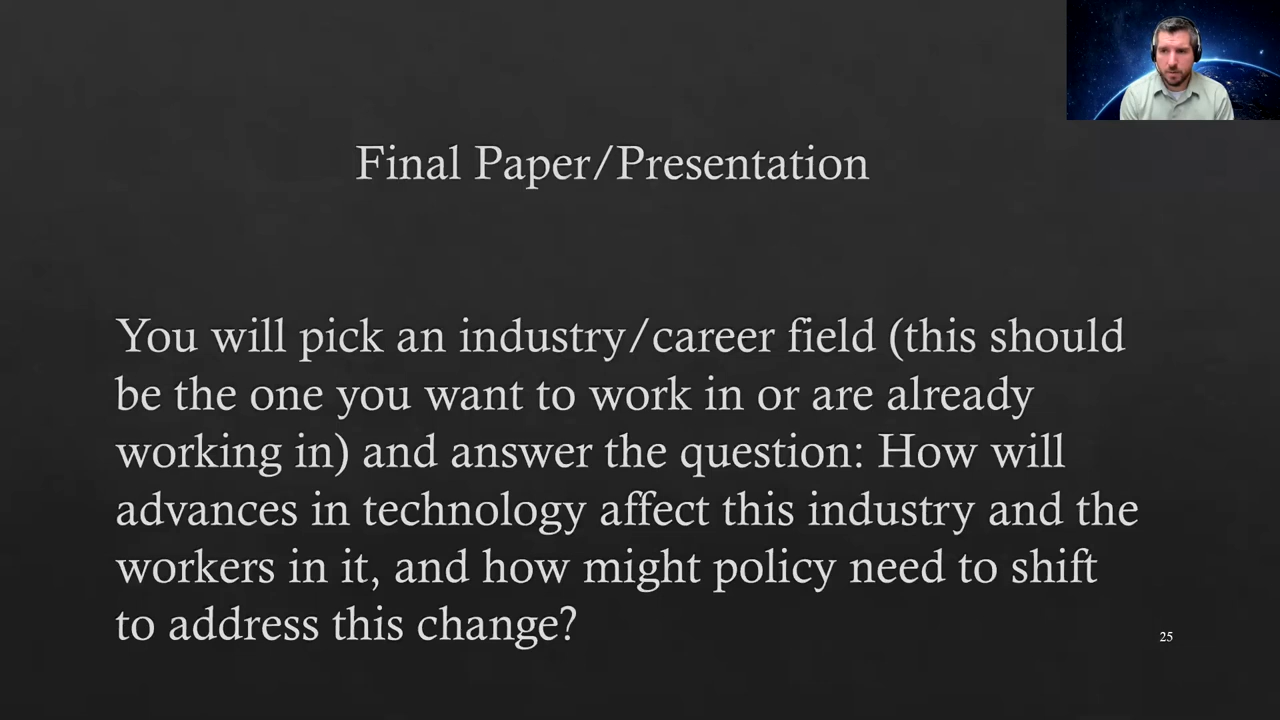 Final Paper/Presentation
You will pick an industry/career field (this should
be the one you want to work in or are already
working in) and answer the question: How will
advances in technology affect this industry and the
workers in it, and how might policy need to shift
to address this change?
25